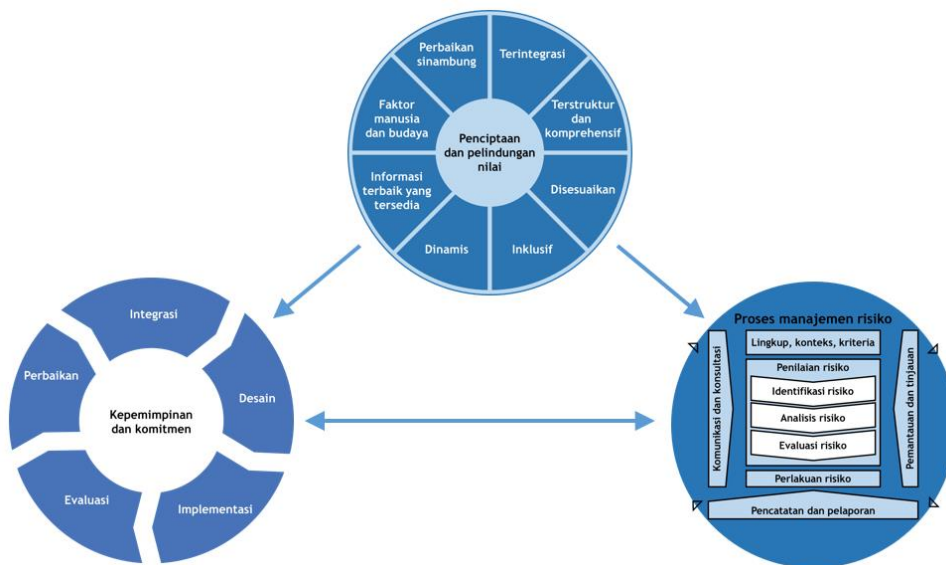 Perbaikan
sinambung
Terintegrasi
Faktor
manusia
dan budaya
Terstruktur
dan
komprehensif
Penciptaan
dan pelindungan
nilai
Informasi
terbaik yang
tersedia
Disesuaikan
Dinamis
Inklusif
Integrasi
Perbaikan
Desain
Kepemimpinan
dan komitmen
Evaluasi
Implementasi
Proses manajemen risiko
Lingkup, konteks, kriteria
Komunikasi dan konsultasi
Penilaian risiko
Identifikasi risiko
Analisis risiko
Evaluasi risiko
Pemantauan dan tinjauan
Perlakuan risiko
Pencatatan dan pelaporan